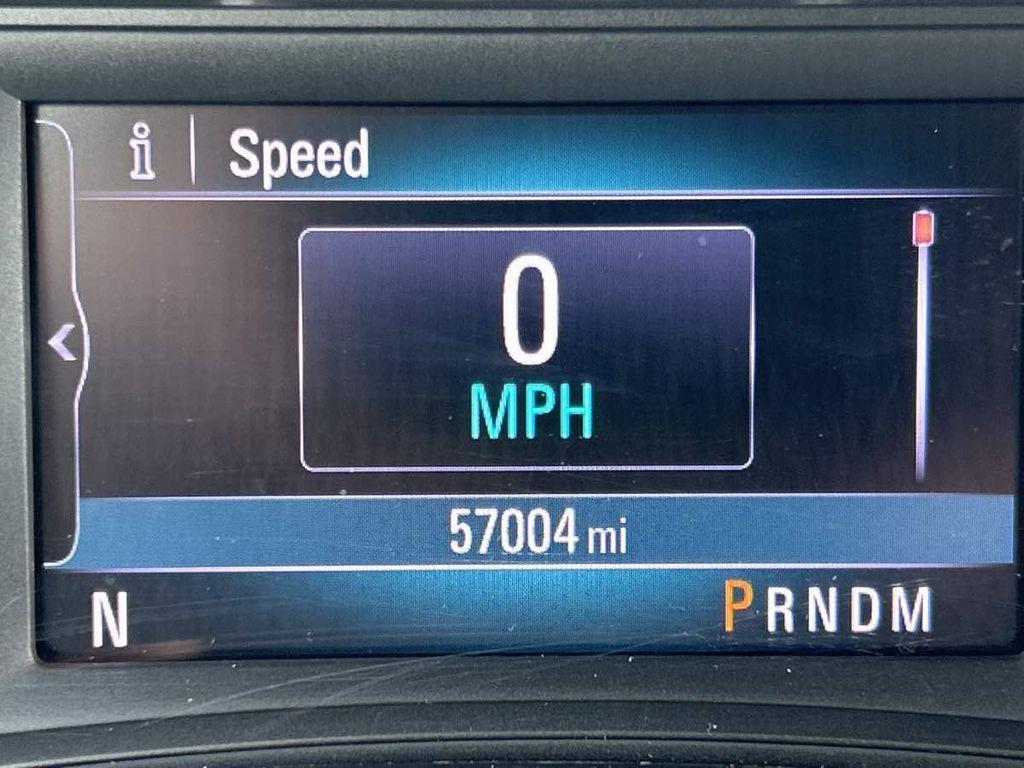 i Speed
0
MPH
57004 mi
N PRNDM